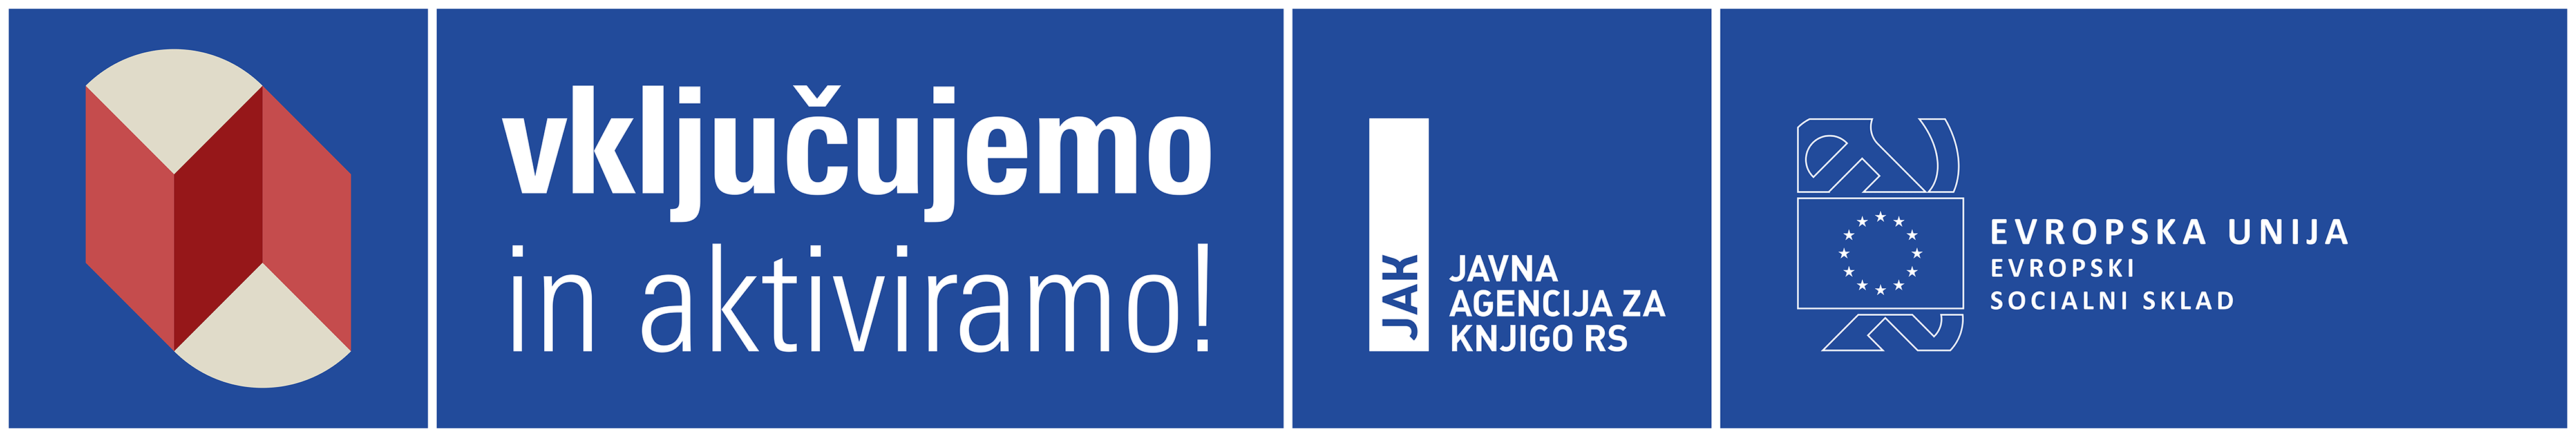 vključujemo
in aktiviramo!
JAK
JAVNA
AGENCIJA ZA
KNJIGO RS
EVROPSKA UNIJA
EVROPSKI
SOCIALNI SKLAD